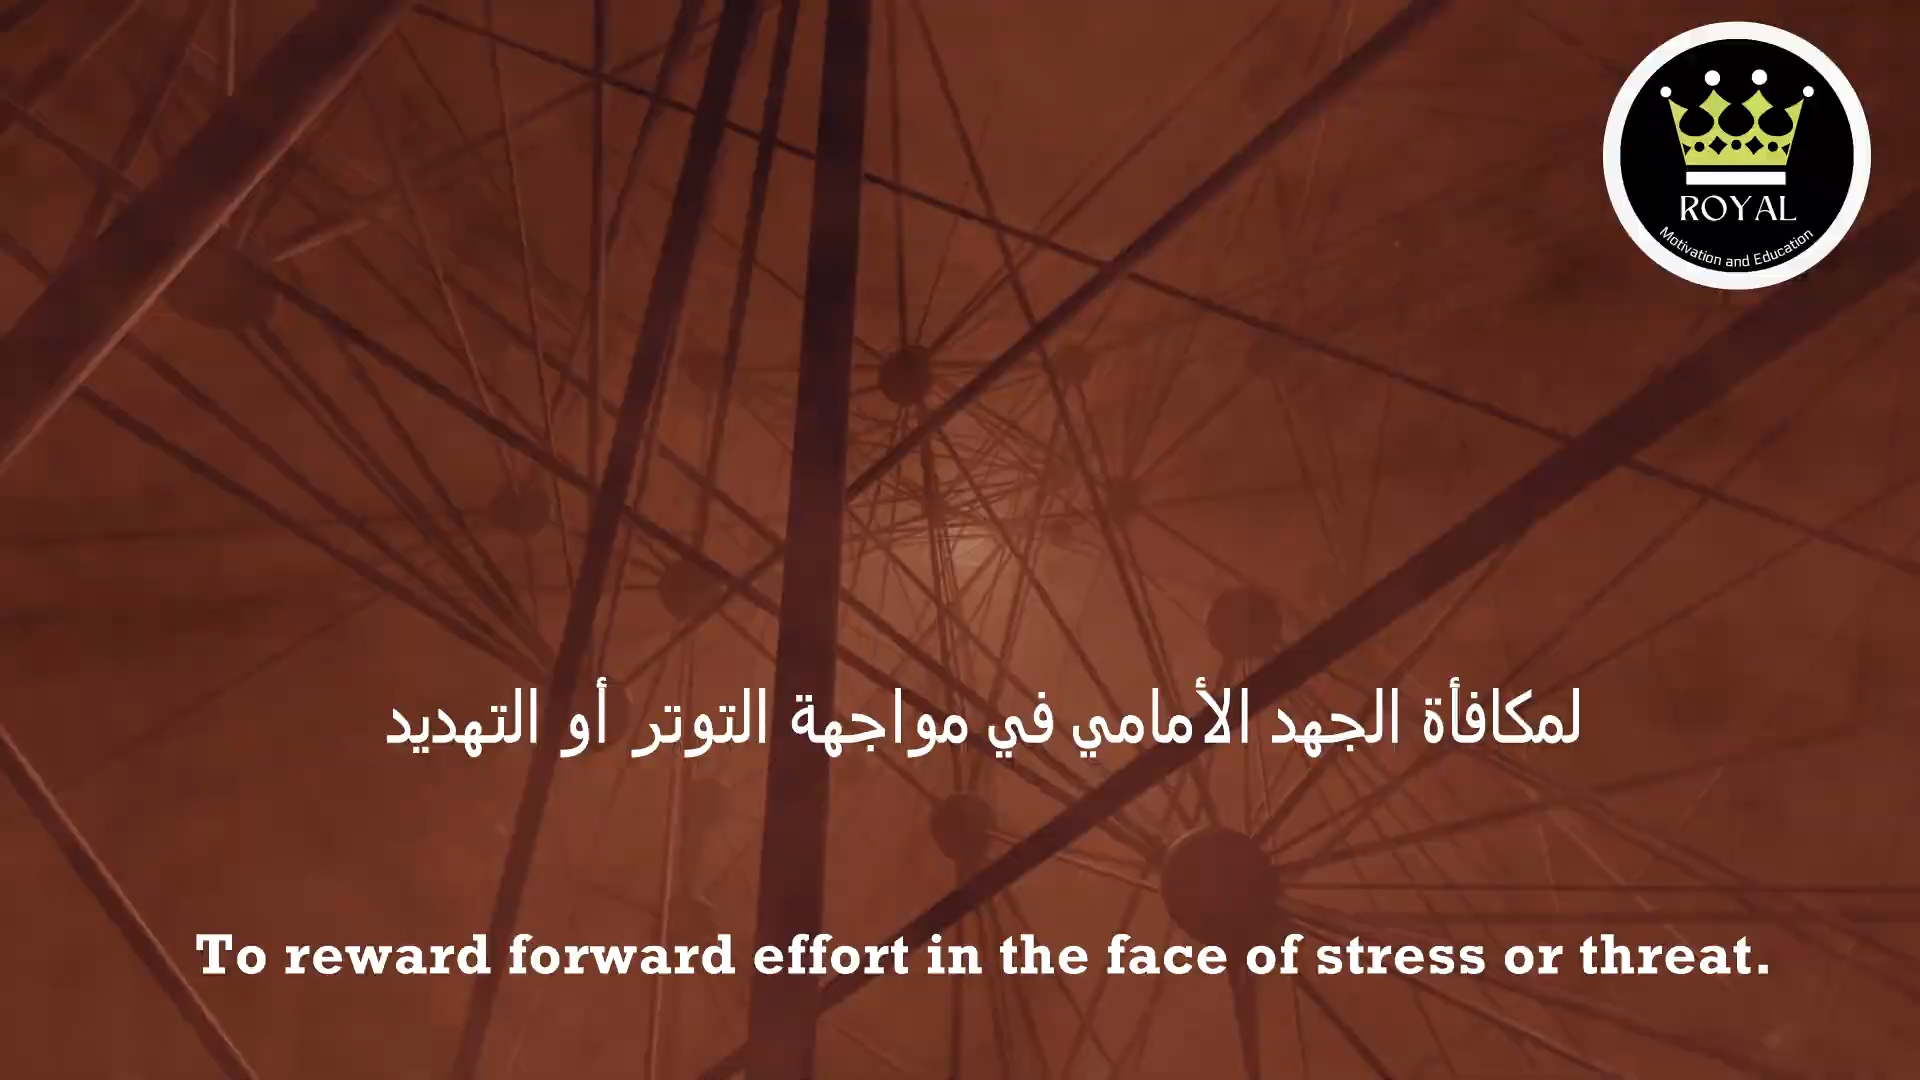 ROYAL
Motivation and Education
لمكافأة الجهد الأمامي في مواجهة التوتر أو التهديد
To reward forward effort in the face of stress or threat.